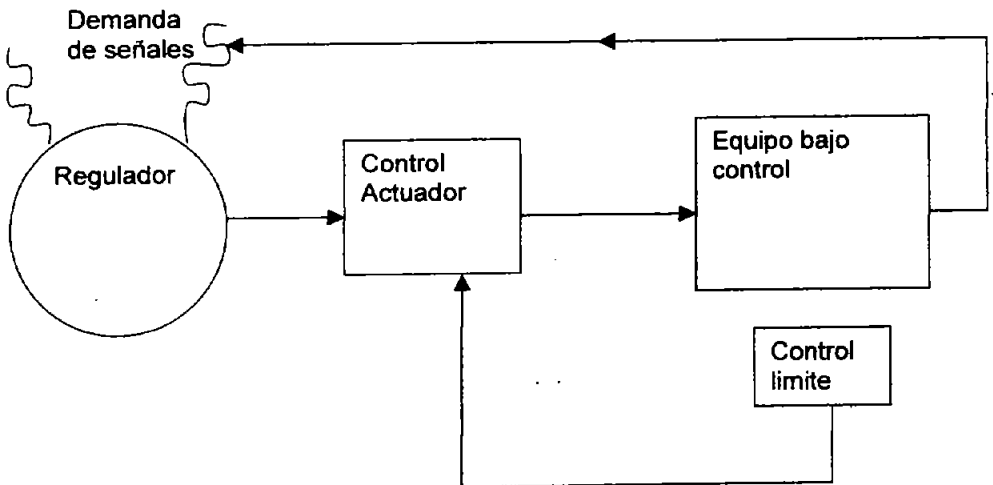 Demanda
de señales
Regulador
Control
Actuador
Equipo bajo
control
Control
limite